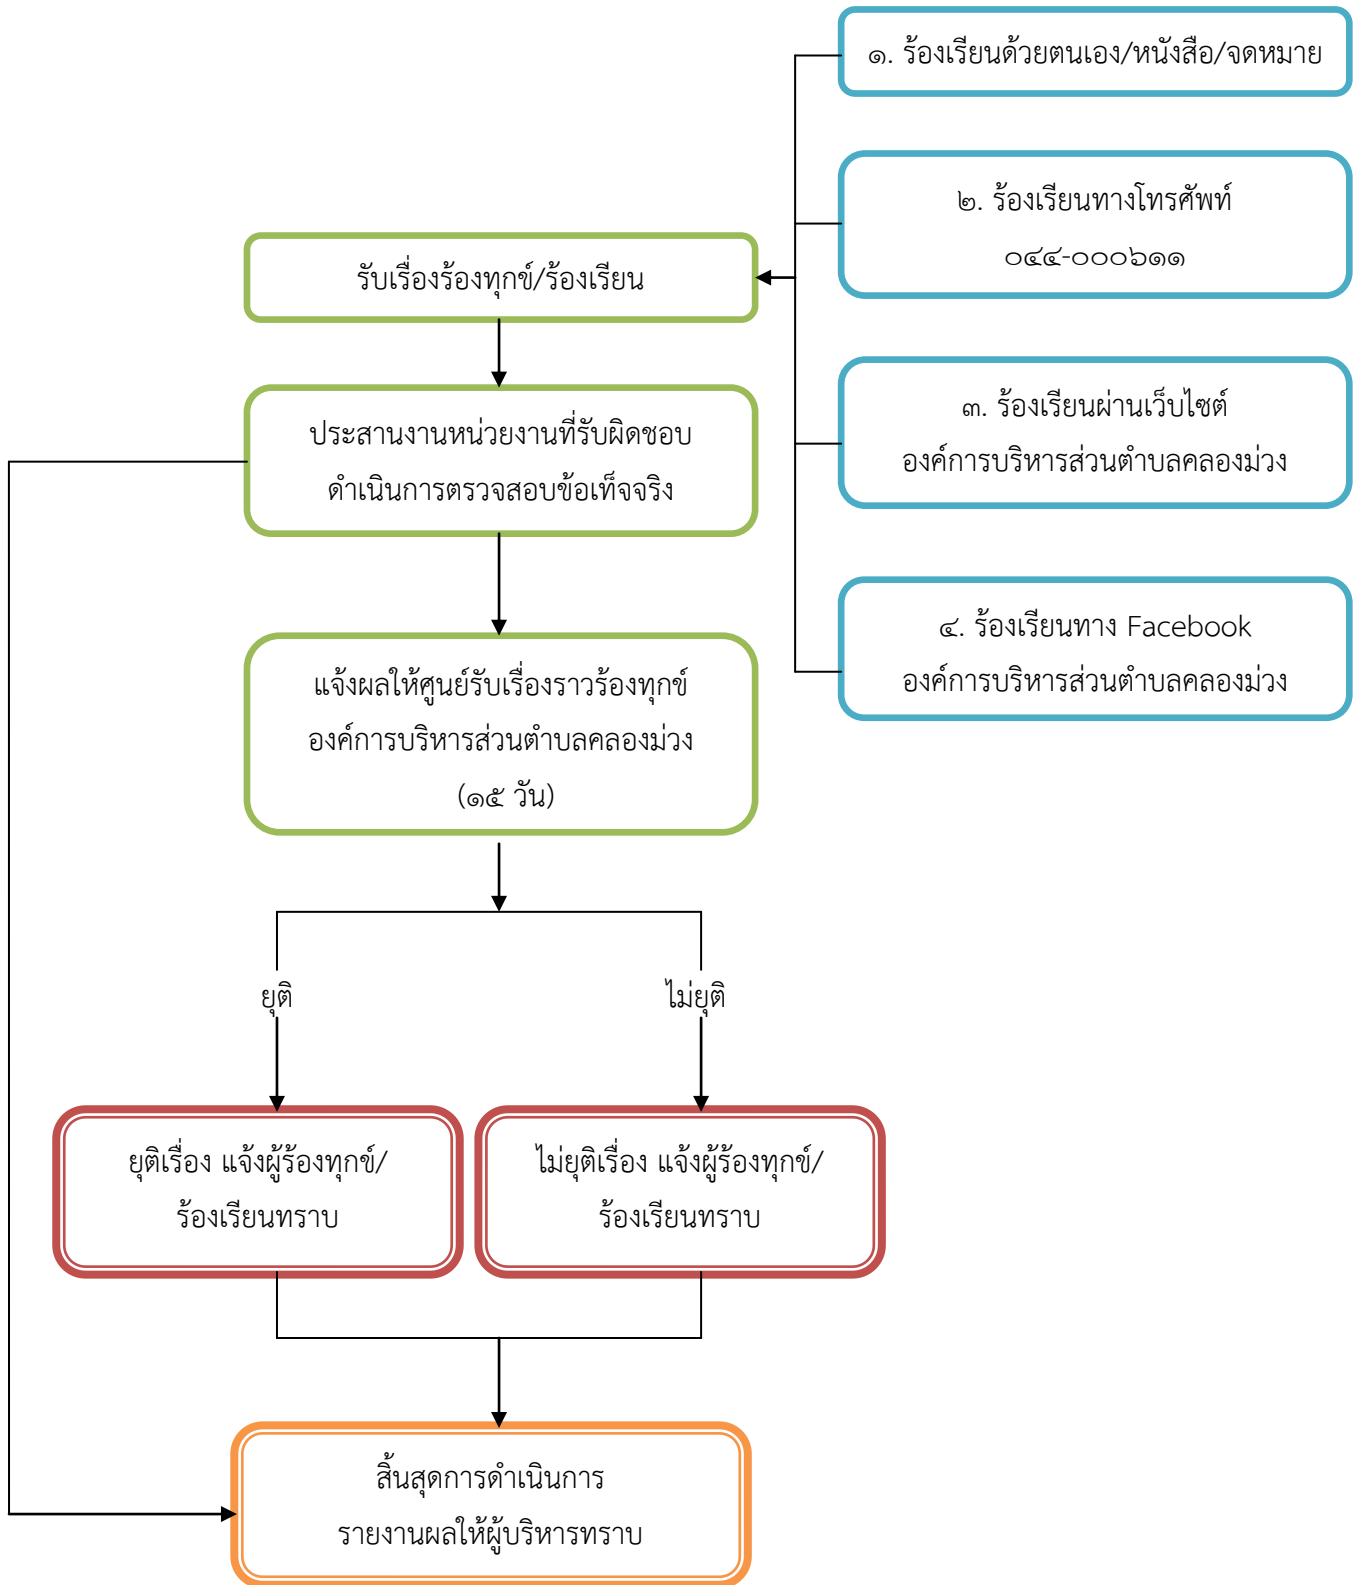 ๑. ร้องเรียนด้วยตนเอง/หนังสือ/จดหมาย
๒. ร้องเรียนทางโทรศัพท์
๐๔๔-๐๐๐๖๑๑
รับเรื่องร้องทุกข์/ร้องเรียน
๓. ร้องเรียนผ่านเว็บไซต์
องค์การบริหารส่วนตำบลคลองม่วง
ประสานงานหน่วยงานที่รับผิดชอบ
ดำเนินการตรวจสอบข้อเท็จจริง
๔. ร้องเรียนทาง Facebook
องค์การบริหารส่วนตำบลคลองม่วง
แจ้งผลให้ศูนย์รับเรื่องราวร้องทุกข์
องค์การบริหารส่วนตำบลคลองม่วง
(๑๕ วัน)
ยุติ
ไม่ยุติ
ยุติเรื่อง แจ้งผู้ร้องทุกข์/
ร้องเรียนทราบ
ไม่ยุติเรื่อง แจ้งผู้ร้องทุกข์/
ร้องเรียนทราบ
สิ้นสุดการดำเนินการ
รายงานผลให้ผู้บริหารทราบ